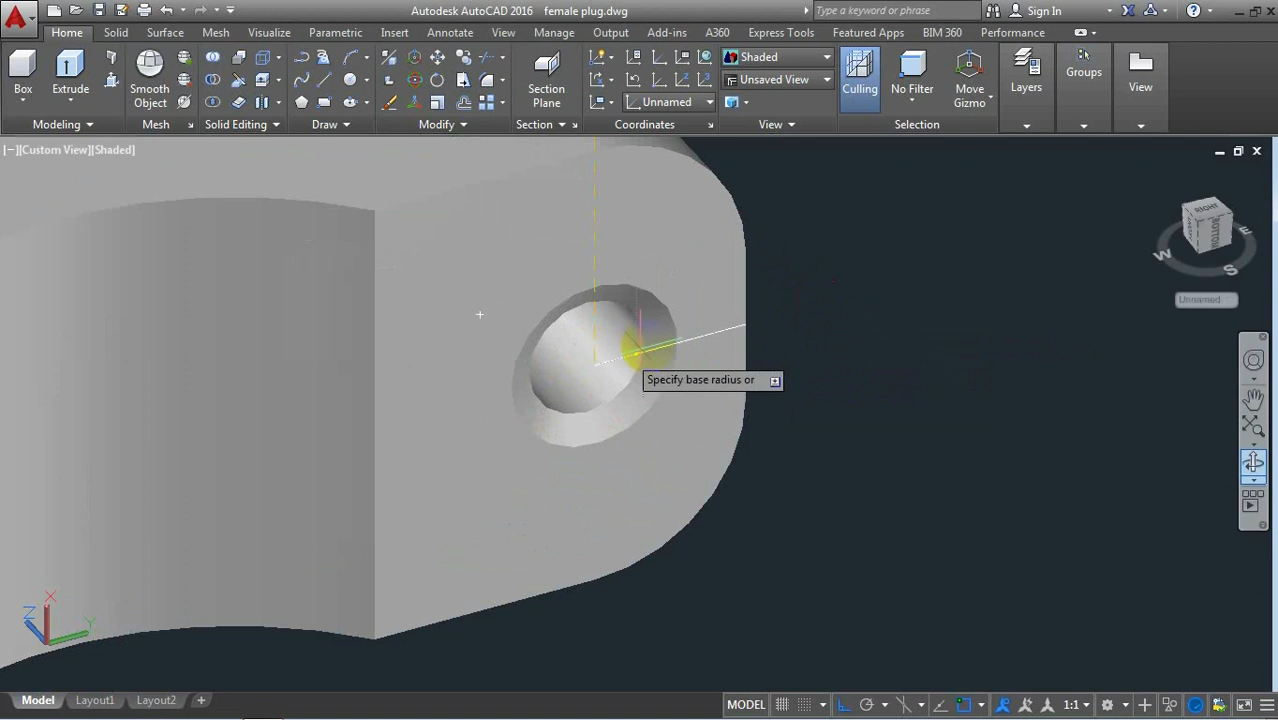 Autodesk AutoCAD 2016 female plug.dwg
Type a keyword or phrase
Sign In
Home Solid Surface Mesh Visualize Parametric Insert Annotate View Manage Output Add-ins A360 Express Tools Featured Apps BIM 360 Performance
Shaded
Unsaved View
Unnamed
Box Extrude Smooth Object Section Plane Culling No Filter Move Gizmo Layers Groups View
Modeling Mesh Solid Editing Draw Modify Section Coordinates View Selection
[−][Custom View][Shaded]
RIGHT
BOTTOM
W E S
Unnamed
Specify base radius or
X
Z Y
Model Layout1 Layout2 +
MODEL 1:1